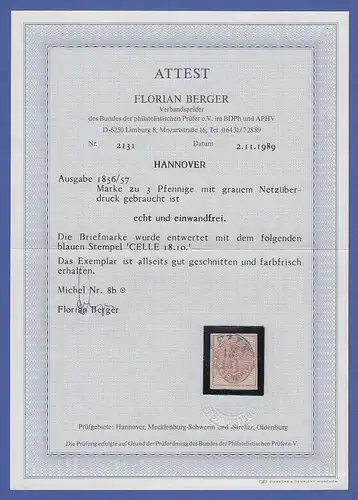 ATTEST
FLORIAN BERGER
Verbandsprüfer
des Bundes der philatelistischen Prüfer e.V. im BDPh und APHV
D-6250 Limburg 8, Mozartstraße 16, Tel. 06431/7 2889
Nr. 2131 Datum 2.11.1989
HANNOVER
Ausgabe 1856/57
Marke zu 3 Pfennige mit grauem Netzüber-
druck gebraucht ist
echt und einwandfrei.
Die Briefmarke wurde entwertet mit dem folgenden
blauen Stempel 'CELLE 18.10.'
Das Exemplar ist allseits gut geschnitten und farbfrisch
erhalten.
Michel Nr. 8b
Florian Berger
Prüfgebiete: Hannover, Mecklenburg-Schwerin und -Strelitz, Oldenburg
Die Prüfung erfolgte auf Grund der Prüfordnung des Bundes der Philatelistischen Prüfer e.V.